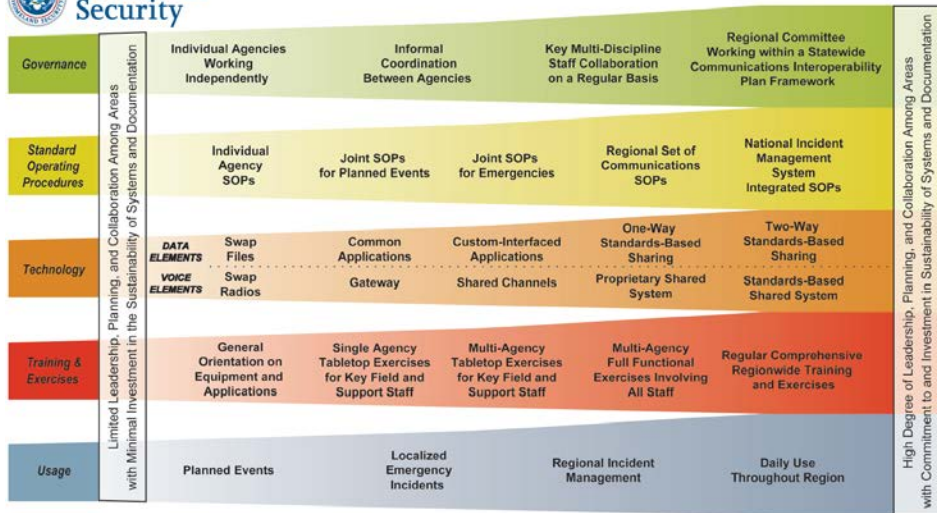 HOMELAND SECURITY
Security
Governance
Limited Leadership, Planning, and Collaboration Among Areas
with Minimal Investment in the Sustainability of Systems and Documentation
Individual Agencies
Working
Independently
Informal
Coordination
Between Agencies
Key Multi-Discipline
Staff Collaboration
on a Regular Basis
Regional Committee
Working within a Statewide
Communications Interoperability
Plan Framework
High Degree of Leadership, Planning, and Collaboration Among Areas
with Commitment to and Investment in Sustainability of Systems and Documentation
Standard
Operating
Procedures
Individual
Agency
SOPs
Joint SOPs
for Planned Events
Joint SOPs
for Emergencies
Regional Set of
Communications
SOPs
National Incident
Management
System
Integrated SOPs
Technology
DATA
ELEMENTS
Swap
Files
Common
Applications
Custom-Interfaced
Applications
One-Way
Standards-Based
Sharing
Two-Way
Standards-Based
Sharing
VOICE
ELEMENTS
Swap
Radios
Gateway
Shared Channels
Proprietary Shared
System
Standards-Based
Shared System
Training &
Exercises
General
Orientation on
Equipment and
Applications
Single Agency
Tabletop Exercises
for Key Field and
Support Staff
Multi-Agency
Tabletop Exercises
for Key Field and
Support Staff
Multi-Agency
Full Functional
Exercises Involving
All Staff
Regular Comprehensive
Regionwide Training
and Exercises
Usage
Planned Events
Localized
Emergency
Incidents
Regional Incident
Management
Daily Use
Throughout Region